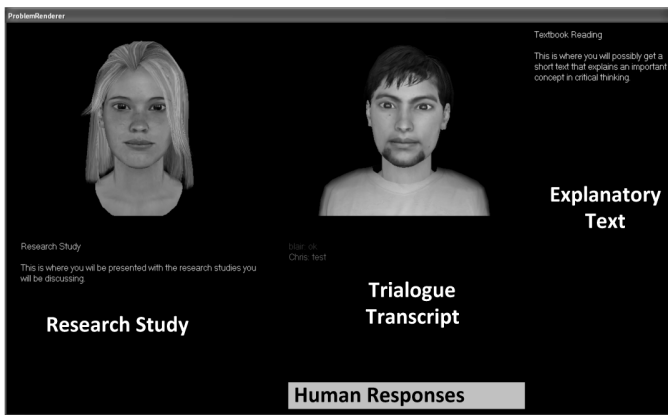 ProblemRenderer
Textbook Reading
This is where you will possibly get a
short text that explains an important
concept in critical thinking.
Explanatory
Text
Research Study
This is where you wil be presented with the research studies you
will be discussing.
Research Study
blair: ok
Chris: test
Trialogue
Transcript
Human Responses